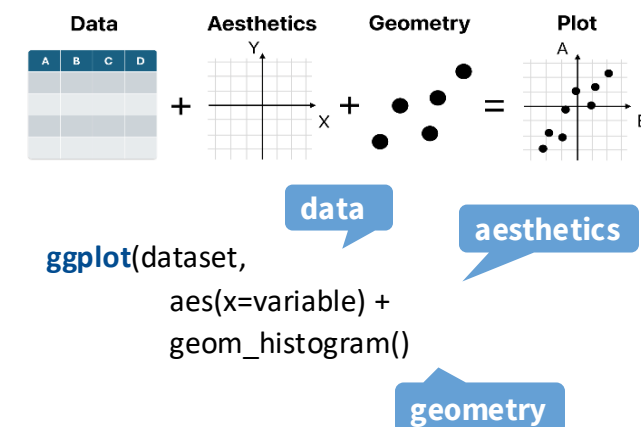 Data Aesthetics Geometry Plot
Y A
A B C D
+ + =
X
data
aesthetics
ggplot(dataset,
aes(x=variable) +
geom_histogram()
geometry